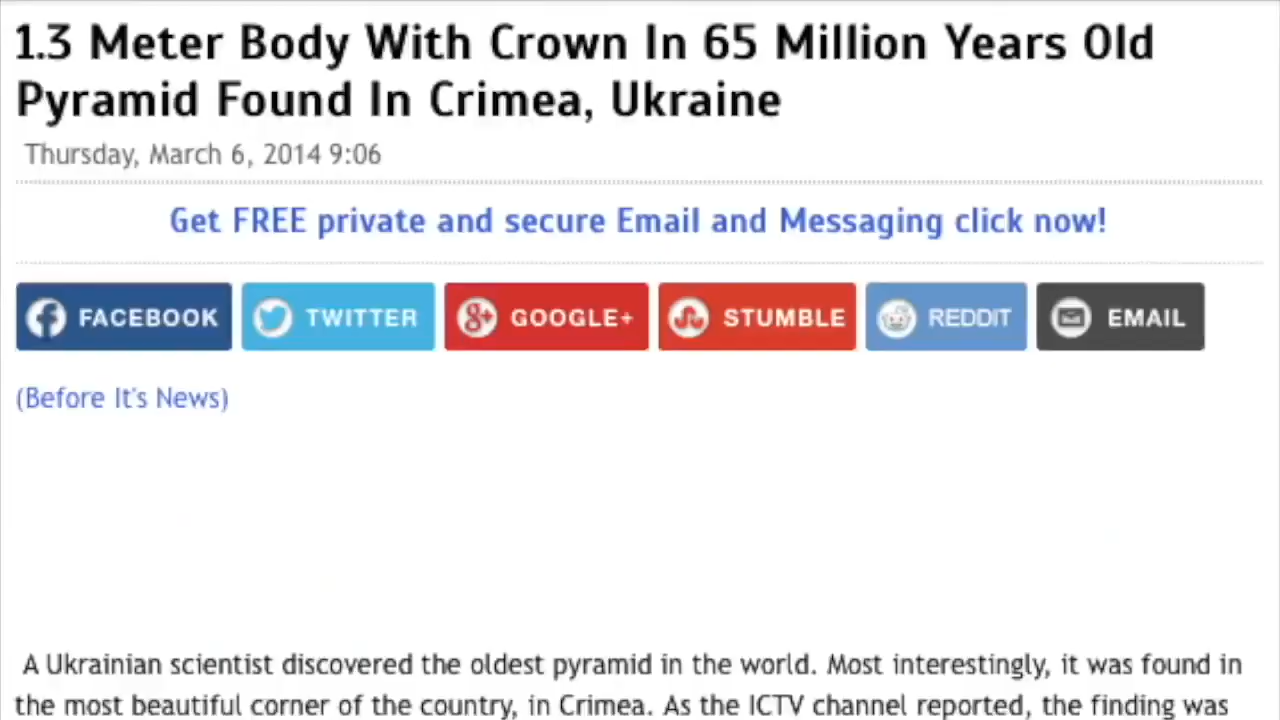 1.3 Meter Body With Crown In 65 Million Years Old
Pyramid Found In Crimea, Ukraine
Thursday, March 6, 2014 9:06
Get FREE private and secure Email and Messaging click now!
FACEBOOK TWITTER GOOGLE+ STUMBLE REDDIT EMAIL
(Before It's News)
A Ukrainian scientist discovered the oldest pyramid in the world. Most interestingly, it was found in
the most beautiful corner of the country, in Crimea. As the ICTV channel reported, the finding was